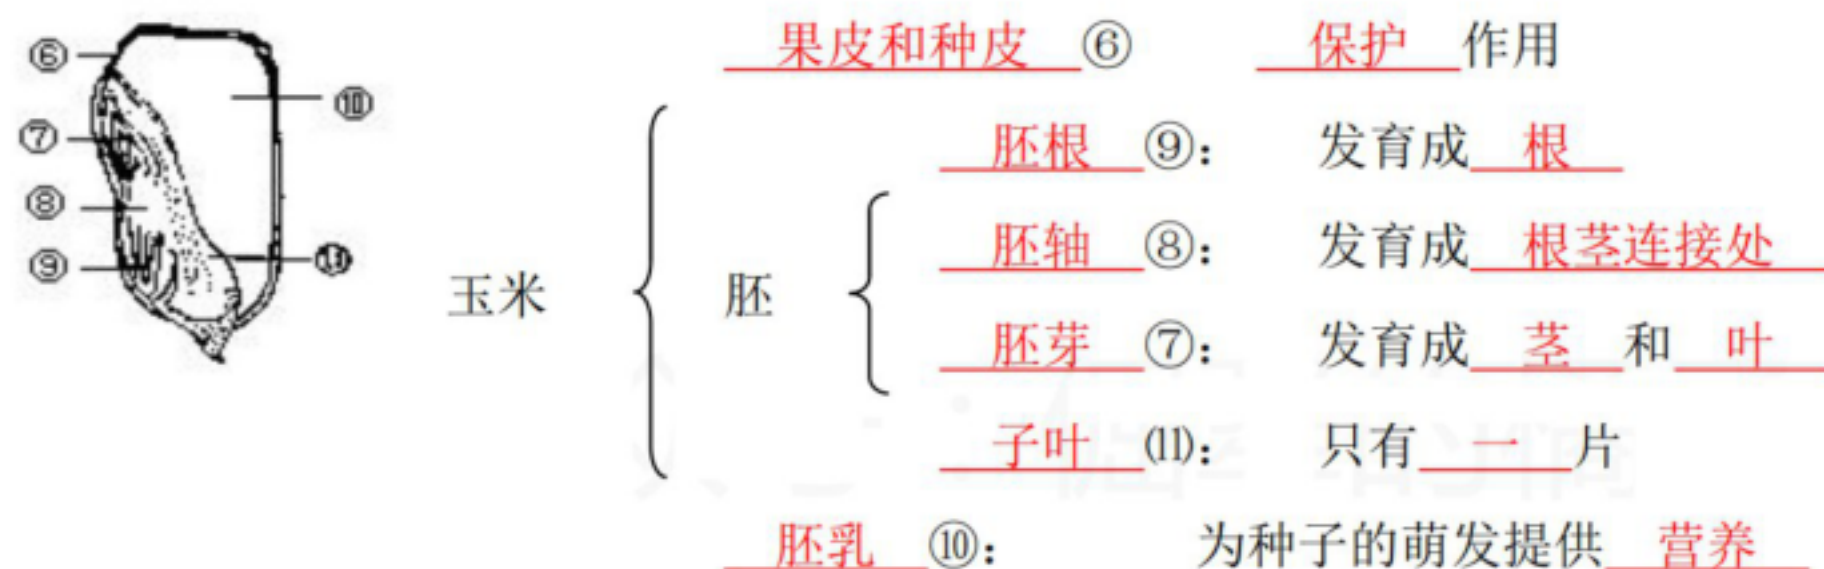 果皮和种皮⑥ 保护作用
⑥
⑩
⑦
胚根⑨： 发育成根
⑧
胚轴⑧： 发育成根茎连接处
⑨
玉米 胚
胚芽⑦： 发育成茎和叶
子叶⑾： 只有一片
胚乳⑩： 为种子的萌发提供营养